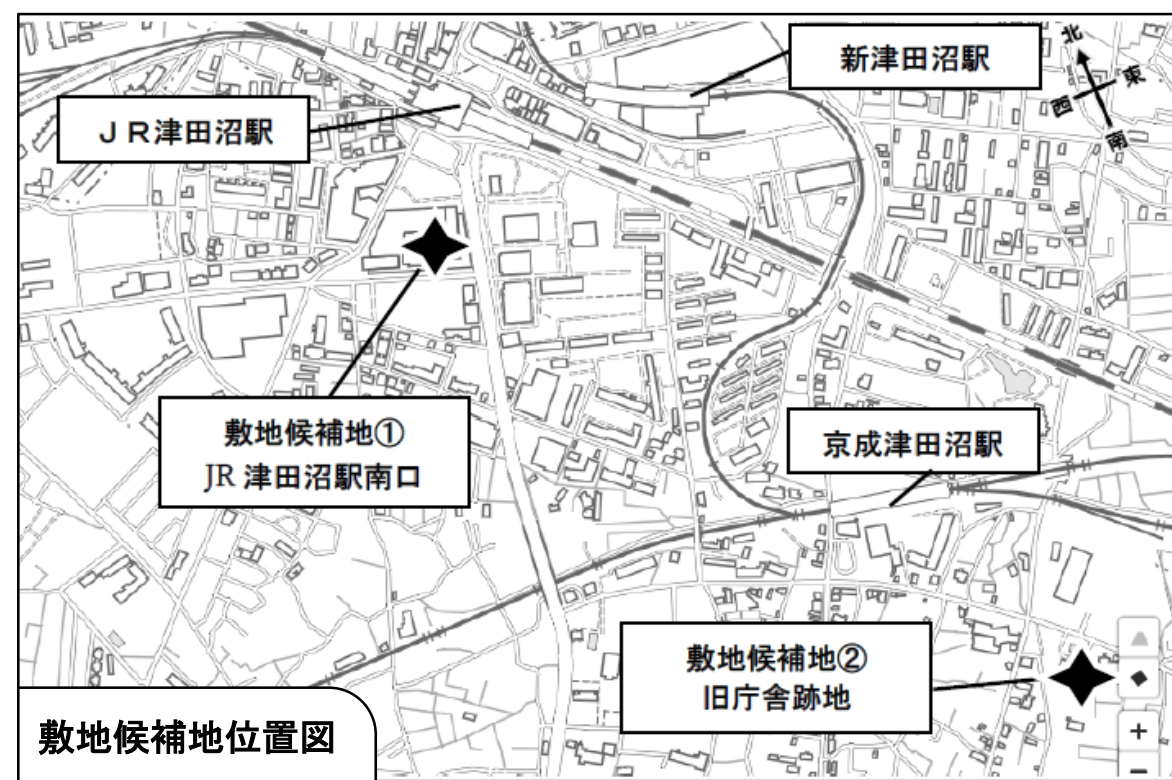 新津田沼駅
北
東
西
南
ＪＲ津田沼駅
敷地候補地①
JR 津田沼駅南口
京成津田沼駅
敷地候補地②
旧庁舎跡地
敷地候補地位置図
+
−